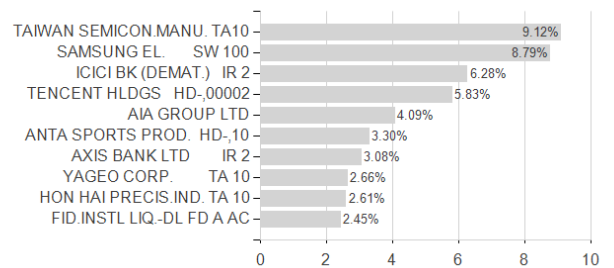 TAIWAN SEMICON.MANU. TA10 9.12%
SAMSUNG EL. SW 100 8.79%
ICICI BK (DEMAT.) IR 2 6.28%
TENCENT HLDGS HD-,00002 5.83%
AIA GROUP LTD 4.09%
ANTA SPORTS PROD. HD-,10 3.30%
AXIS BANK LTD IR 2 3.08%
YAGEO CORP. TA 10 2.66%
HON HAI PRECIS.IND. TA 10 2.61%
FID.INSTL LIQ.-DL FD A AC 2.45%
0 2 4 6 8 10